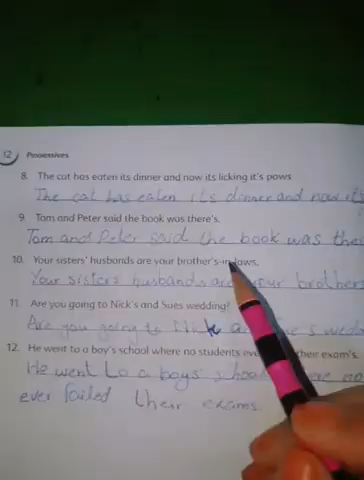 12 Possessives
8. The cat has eaten its dinner and now its licking it's paws
The cat has eaten its dinner and now it's
9. Tom and Peter said the book was there's.
Tom and Peter said the book was
10. Your sisters' husbands are your brother's-in-laws.
Your sisters husbands are your brothers
11. Are you going to Nick's and Sues wedding?
Are you going to Nick
12. He went to a boy's school where no students their exam's.
He went to a boys' school no
ever failed their exams.